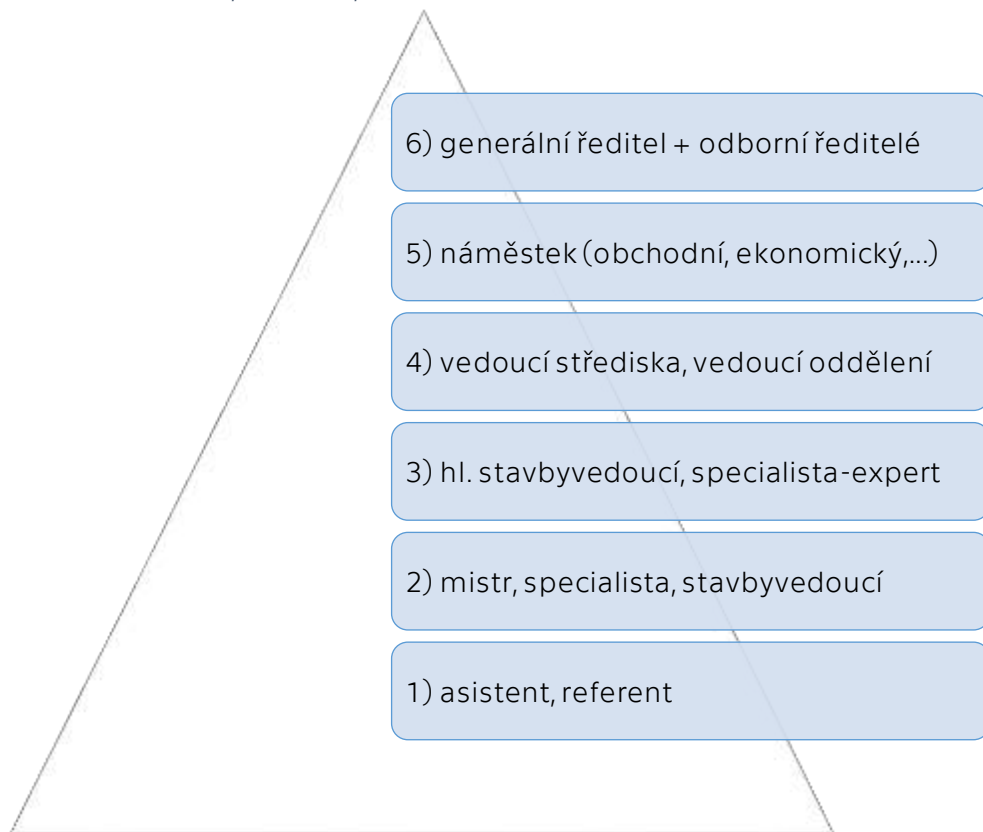 6) generální ředitel + odborní ředitelé
5) náměstek (obchodní, ekonomický,...)
4) vedoucí střediska, vedoucí oddělení
3) hl. stavbyvedoucí, specialista-expert
2) mistr, specialista, stavbyvedoucí
1) asistent, referent